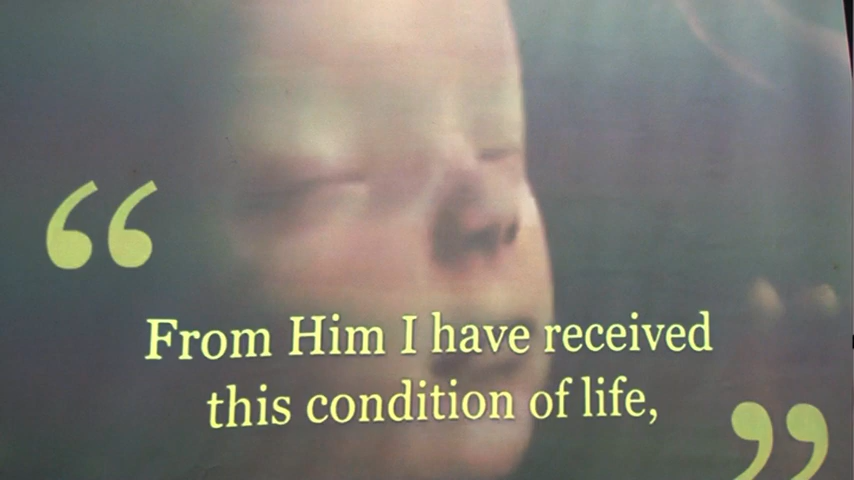 “
From Him I have received
this condition of life,
”